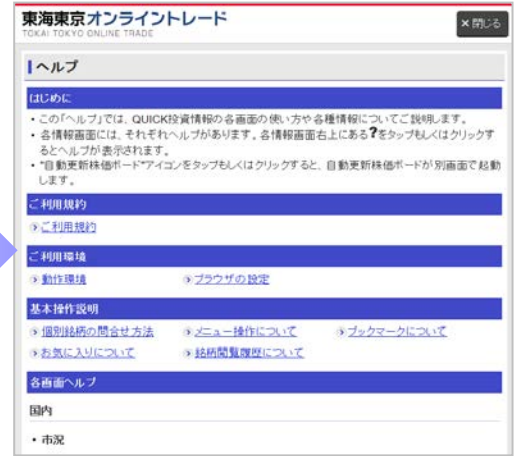 東海東京オンライントレード
TOKAI TOKYO ONLINE TRADE
×閉じる
ヘルプ
はじめに
・この「ヘルプ」では、QUICK投資情報の各画面の使い方や各種情報についてご説明します。
・各情報画面には、それぞれヘルプがあります。各情報画面右上にある?をタップもしくはクリックす
るとヘルプが表示されます。
・"自動更新株価ボード"アイコンをタップもしくはクリックすると、自動更新株価ボードが別画面で起動
します。
ご利用規約
ご利用規約
ご利用環境
動作環境 ブラウザの設定
基本操作説明
個別銘柄の問合せ方法 メニュー操作について ブックマークについて
お気に入りについて 銘柄閲覧履歴について
各画面ヘルプ
国内
・市況